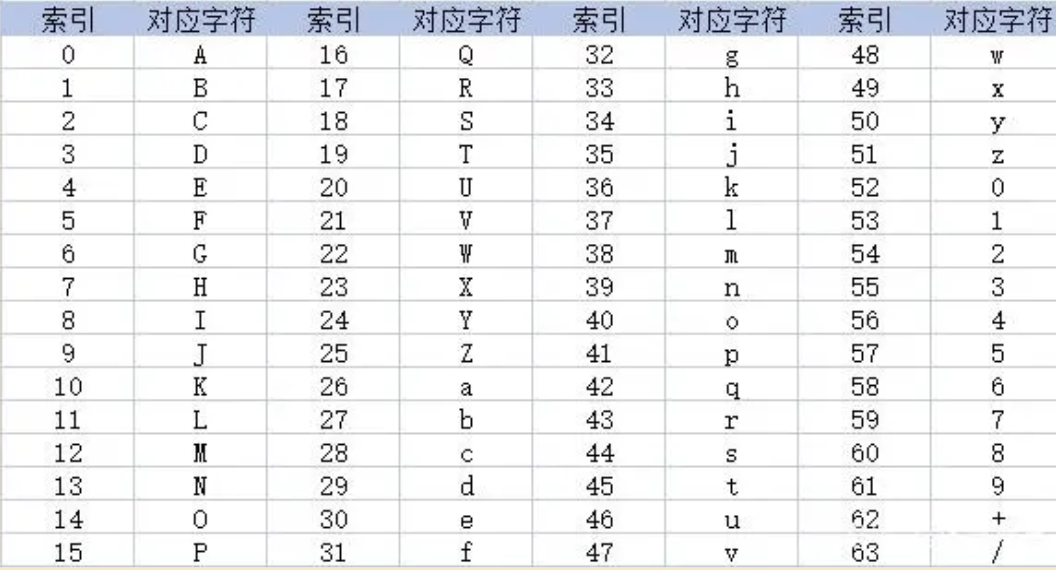 索引 对应字符 索引 对应字符 索引 对应字符 索引 对应字符
0 A 16 Q 32 g 48 w
1 B 17 R 33 h 49 x
2 C 18 S 34 i 50 y
3 D 19 T 35 j 51 z
4 E 20 U 36 k 52 0
5 F 21 V 37 l 53 1
6 G 22 W 38 m 54 2
7 H 23 X 39 n 55 3
8 I 24 Y 40 o 56 4
9 J 25 Z 41 p 57 5
10 K 26 a 42 q 58 6
11 L 27 b 43 r 59 7
12 M 28 c 44 s 60 8
13 N 29 d 45 t 61 9
14 O 30 e 46 u 62 +
15 P 31 f 47 v 63 /